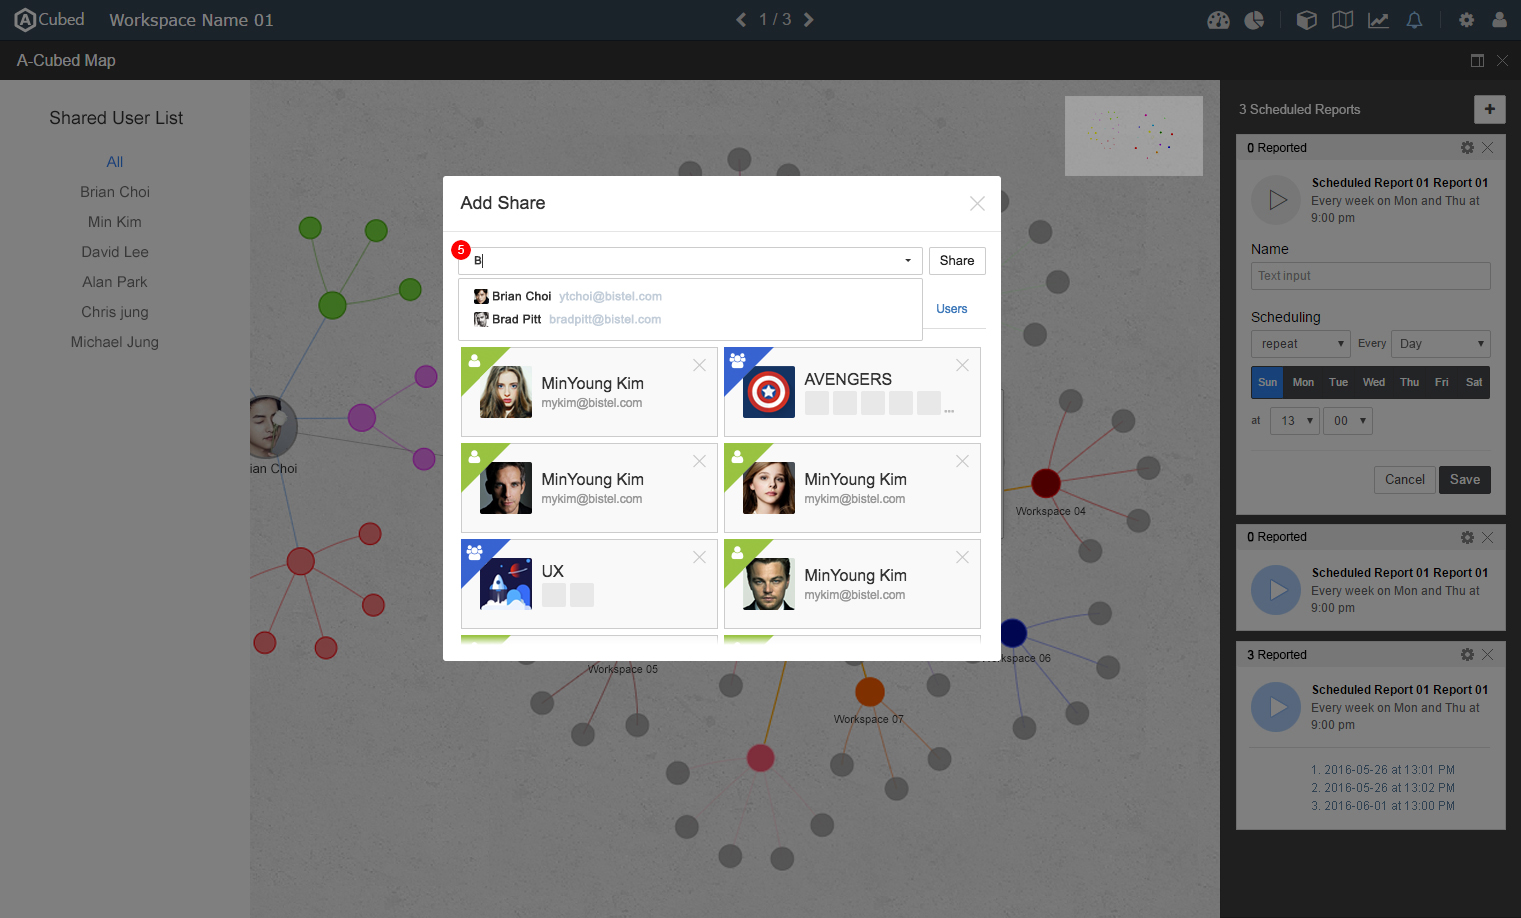 A Cubed
Workspace Name 01
1 / 3
A-Cubed Map
Shared User List
All
Brian Choi
Min Kim
David Lee
Alan Park
Chris jung
Michael Jung
ian Choi
Add Share
5
B
Share
Brian Choi ytchoi@bistel.com
Brad Pitt bradpitt@bistel.com
Users
MinYoung Kim
mykim@bistel.com
AVENGERS
...
MinYoung Kim
mykim@bistel.com
MinYoung Kim
mykim@bistel.com
UX
MinYoung Kim
mykim@bistel.com
Workspace 04
Workspace 05
kspace 06
Workspace 07
3 Scheduled Reports
+
0 Reported
Scheduled Report 01 Report 01
Every week on Mon and Thu at
9:00 pm
Name
Text input
Scheduling
repeat Every Day
Sun Mon Tue Wed Thu Fri Sat
at 13 00
Cancel Save
0 Reported
Scheduled Report 01 Report 01
Every week on Mon and Thu at
9:00 pm
3 Reported
Scheduled Report 01 Report 01
Every week on Mon and Thu at
9:00 pm
1. 2016-05-26 at 13:01 PM
2. 2016-05-26 at 13:02 PM
3. 2016-06-01 at 13:00 PM